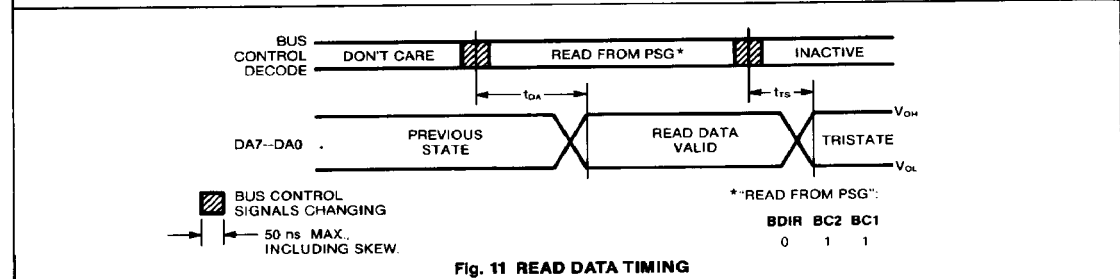 BUS
CONTROL
DECODE
DON'T CARE
READ FROM PSG*
INACTIVE
tDA
tTS
DA7--DA0
PREVIOUS
STATE
READ DATA
VALID
TRISTATE
VOH
VOL
BUS CONTROL
SIGNALS CHANGING
50 ns MAX.,
INCLUDING SKEW.
*"READ FROM PSG":
BDIR BC2 BC1
0 1 1
Fig. 11 READ DATA TIMING